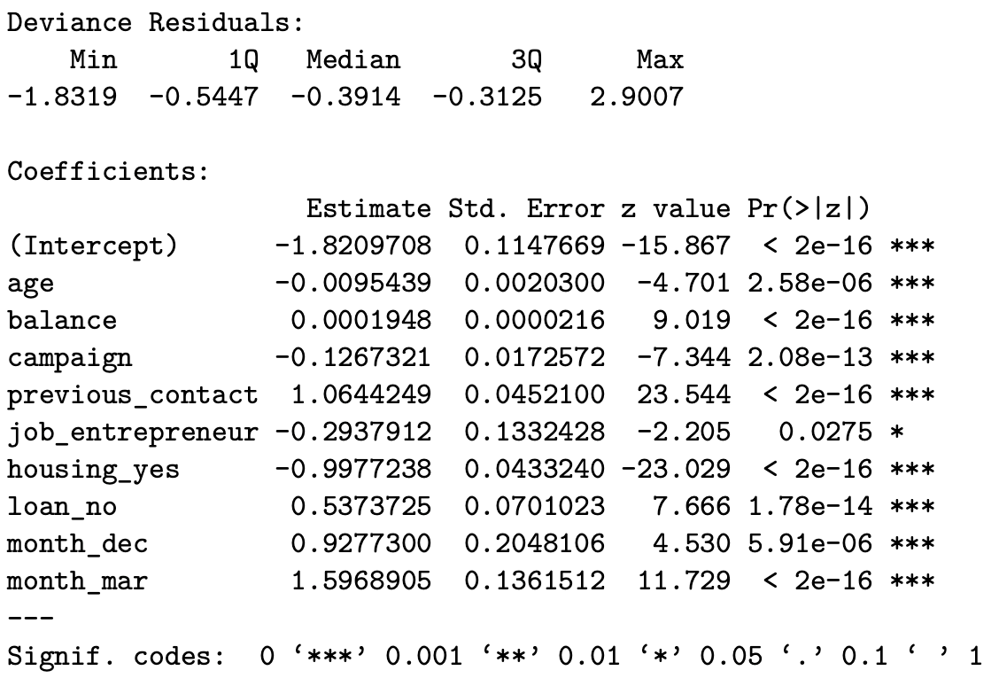 Deviance Residuals:
    Min       1Q   Median       3Q      Max
-1.8319  -0.5447  -0.3914  -0.3125   2.9007

Coefficients:
                   Estimate Std. Error z value Pr(>|z|)
(Intercept)      -1.8209708  0.1147669 -15.867  < 2e-16 ***
age              -0.0095439  0.0020300  -4.701 2.58e-06 ***
balance           0.0001948  0.0000216   9.019  < 2e-16 ***
campaign         -0.1267321  0.0172572  -7.344 2.08e-13 ***
previous_contact  1.0644249  0.0452100  23.544  < 2e-16 ***
job_entrepreneur -0.2937912  0.1332428  -2.205   0.0275 *
housing_yes      -0.9977238  0.0433240 -23.029  < 2e-16 ***
loan_no           0.5373725  0.0701023   7.666 1.78e-14 ***
month_dec         0.9277300  0.2048106   4.530 5.91e-06 ***
month_mar         1.5968905  0.1361512  11.729  < 2e-16 ***
---
Signif. codes:  0 ‘***’ 0.001 ‘**’ 0.01 ‘*’ 0.05 ‘.’ 0.1 ‘ ’ 1